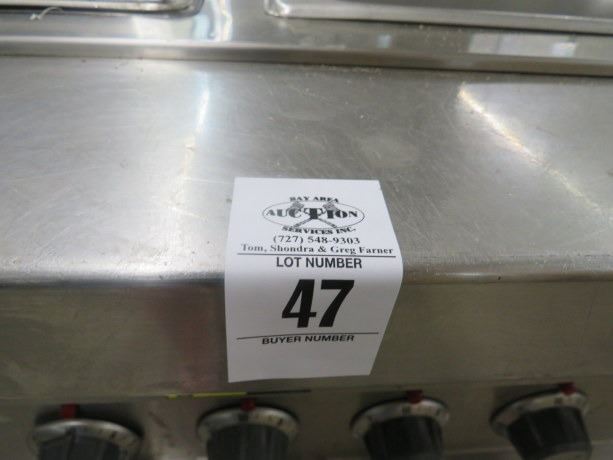 BAY AREA
AUCTION
SERVICES INC.
(727) 548-9303
Tom, Shondra & Greg Farner
LOT NUMBER
47
BUYER NUMBER